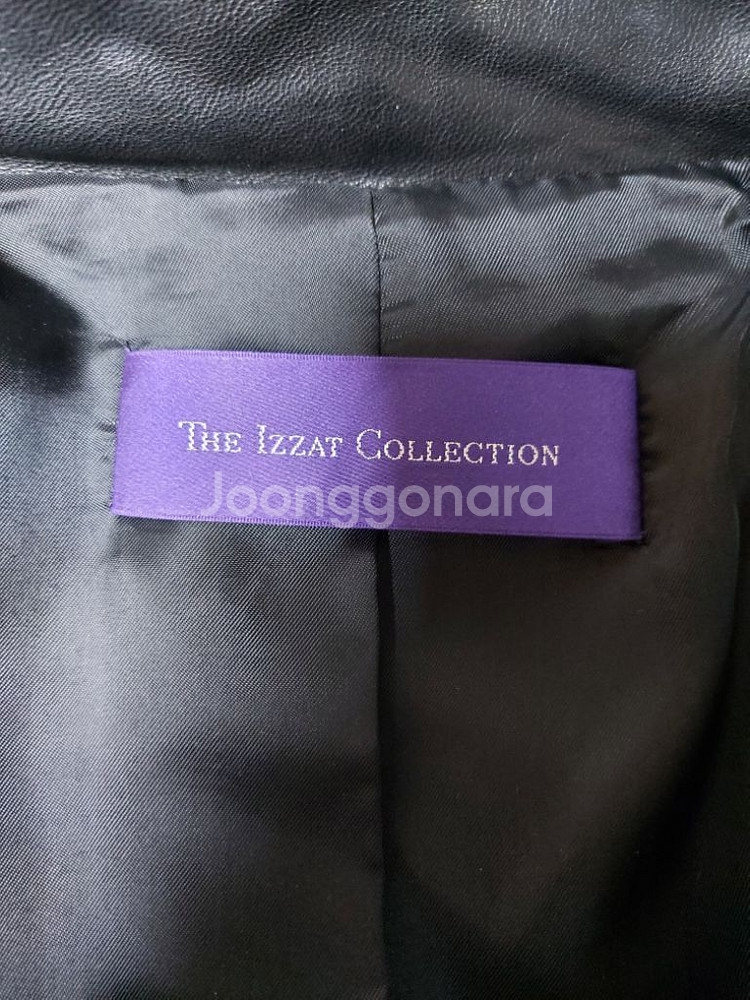 The Izzat Collection
Joonggonara